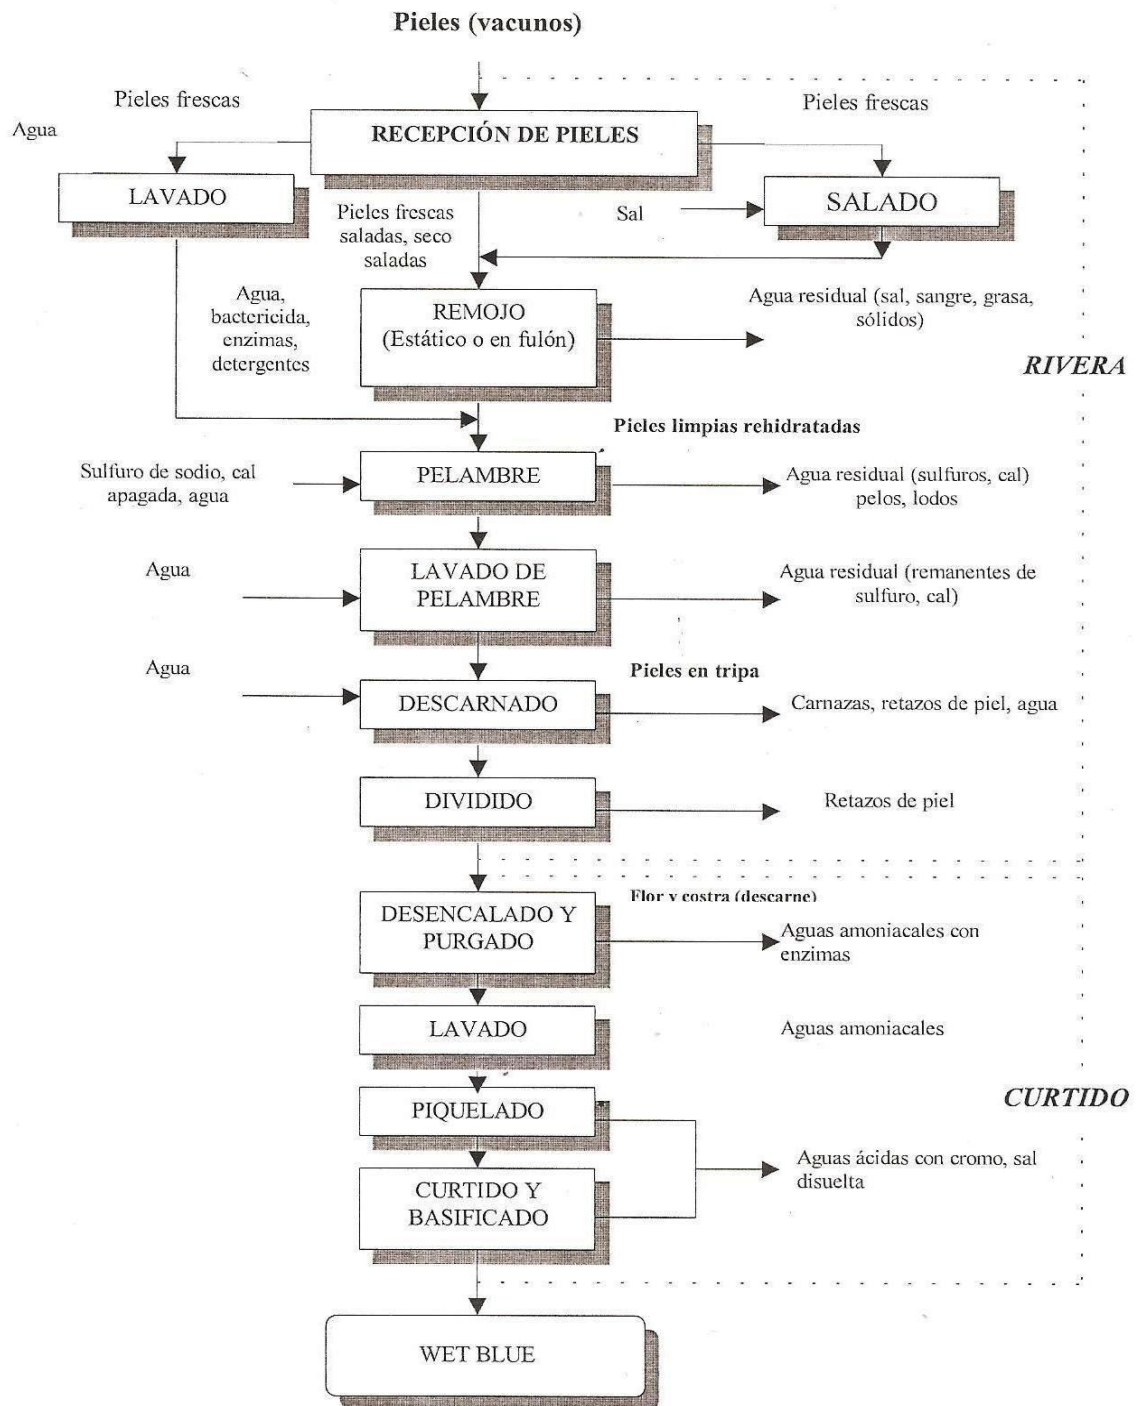 Pieles (vacunos)
Pieles frescas
Pieles frescas
Agua
RECEPCIÓN DE PIELES
LAVADO
SALADO
Pieles frescas
saladas, seco
saladas
Sal
Agua,
bactericida,
enzimas,
detergentes
REMOJO
(Estático o en fulón)
Agua residual (sal, sangre, grasa,
sólidos)
RIVERA
Pieles limpias rehidratadas
Sulfuro de sodio, cal
apagada, agua
PELAMBRE
Agua residual (sulfuros, cal)
pelos, lodos
Agua
LAVADO DE
PELAMBRE
Agua residual (remanentes de
sulfuro, cal)
Agua
Pieles en tripa
DESCARNADO
Carnazas, retazos de piel, agua
DIVIDIDO
Retazos de piel
Flor y costra (descarne)
DESENCALADO Y
PURGADO
Aguas amoniacales con
enzimas
LAVADO
Aguas amoniacales
CURTIDO
PIQUELADO
Aguas ácidas con cromo, sal
disuelta
CURTIDO Y
BASIFICADO
WET BLUE